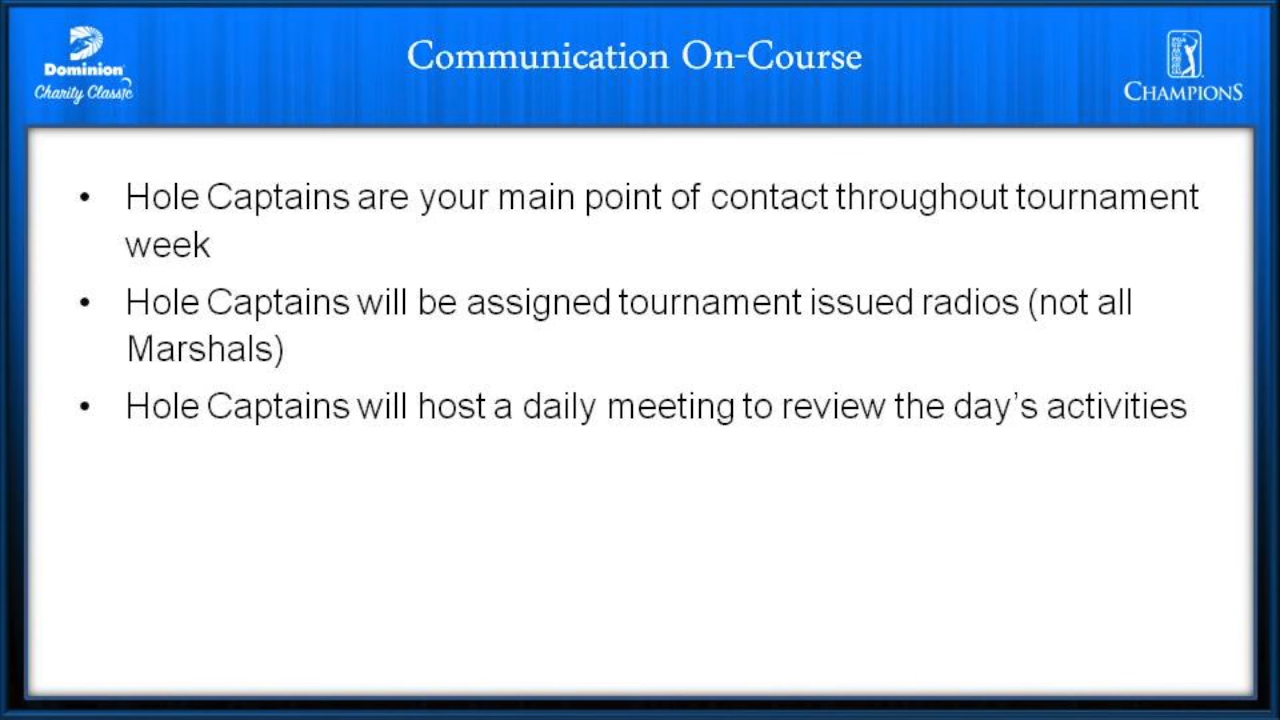 Dominion
Charity Classic
Communication On-Course
CHAMPIONS
• Hole Captains are your main point of contact throughout tournament
week
• Hole Captains will be assigned tournament issued radios (not all
Marshals)
• Hole Captains will host a daily meeting to review the day's activities